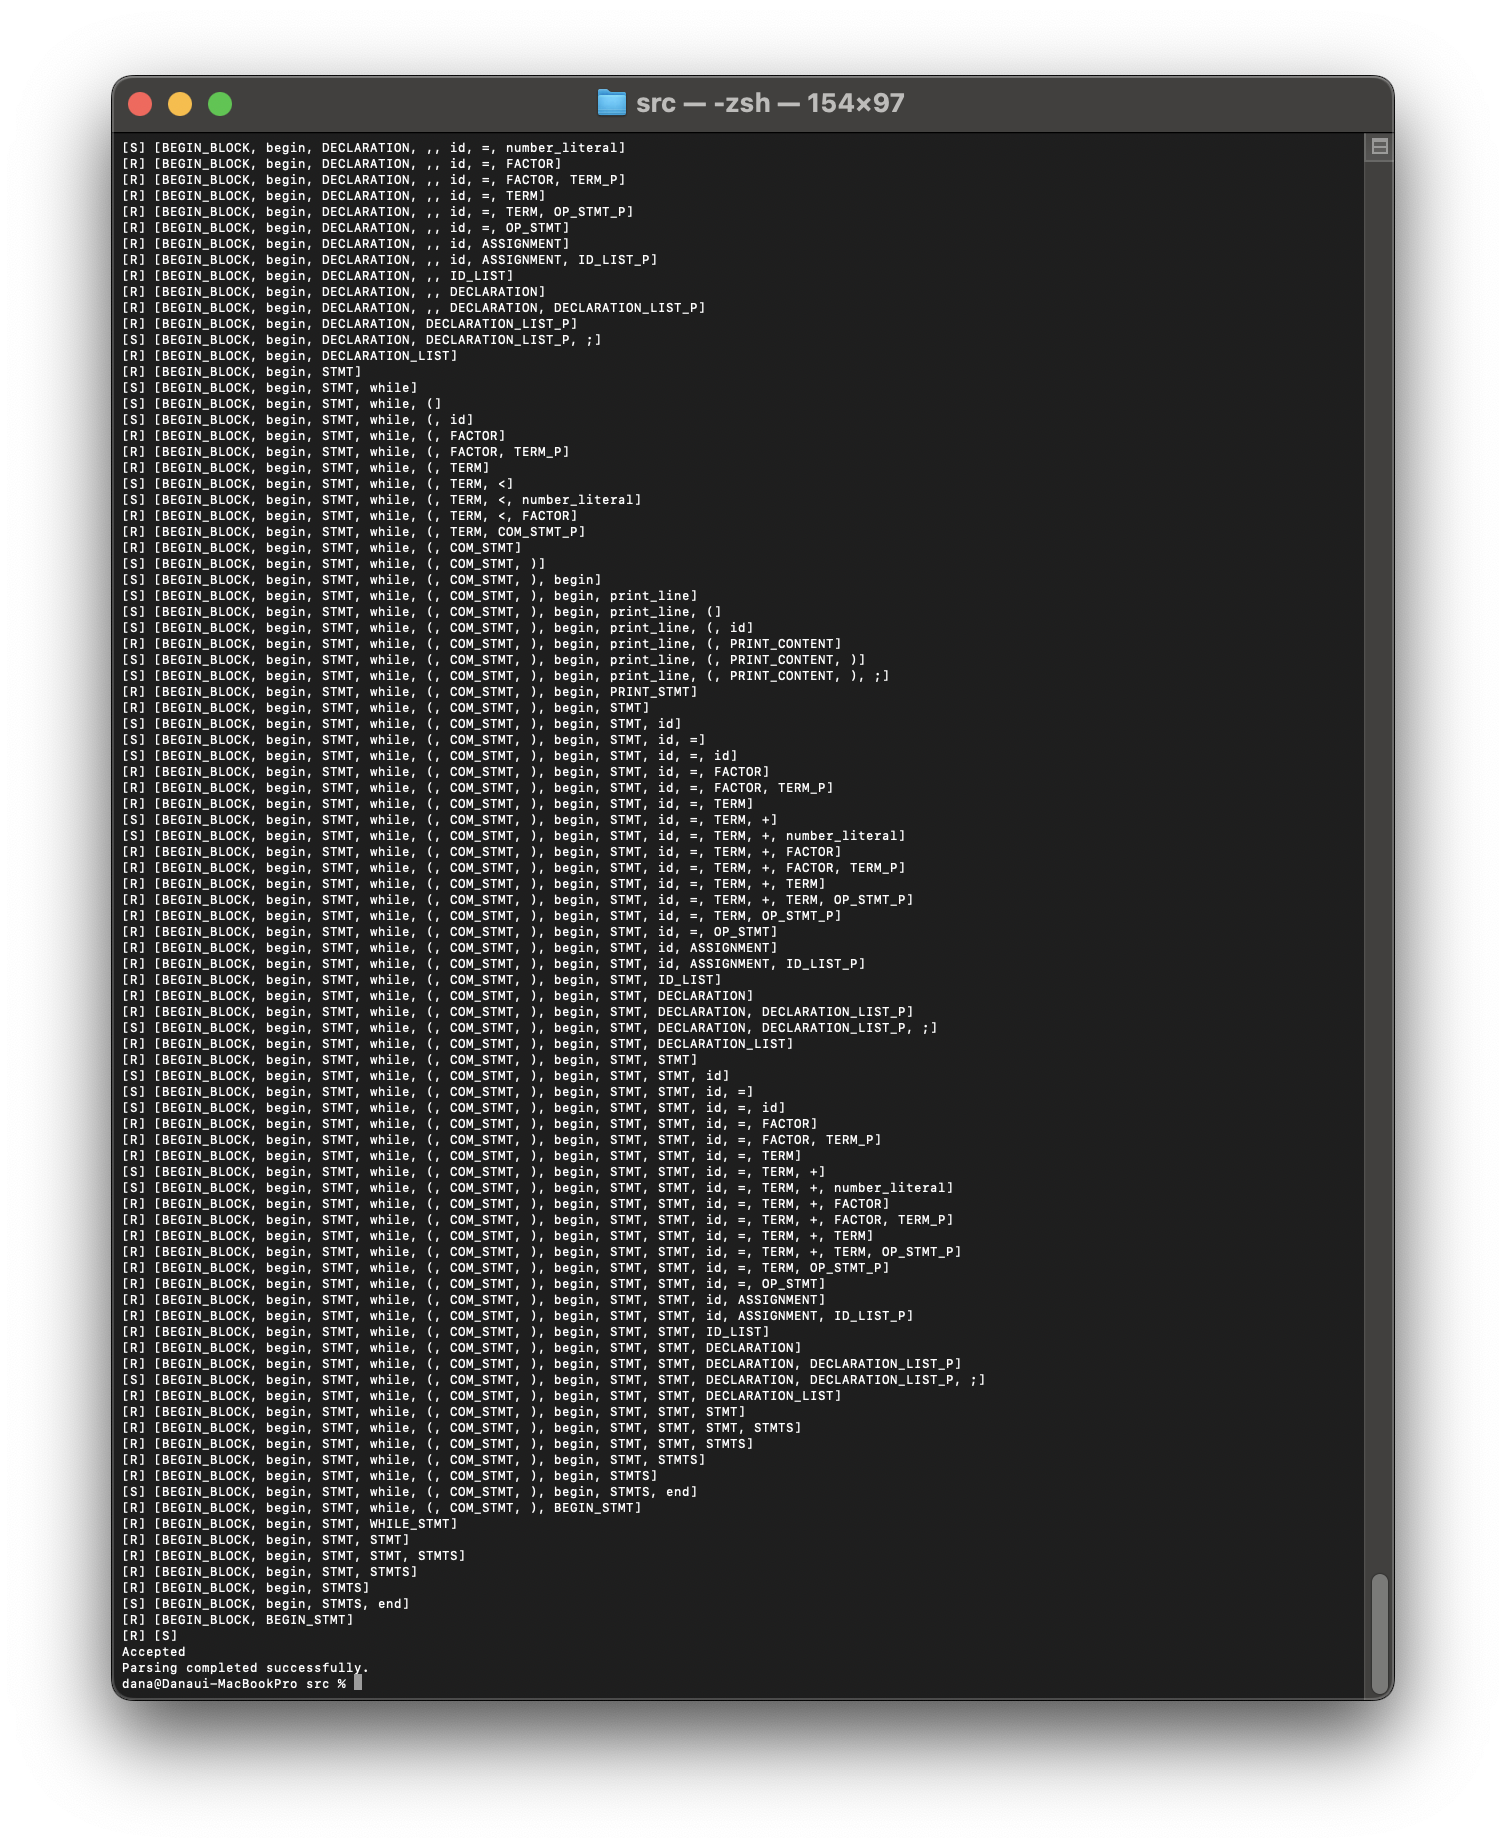 src — -zsh — 154×97
[S] [BEGIN_BLOCK, begin, DECLARATION, ,, id, =, number_literal]
[R] [BEGIN_BLOCK, begin, DECLARATION, ,, id, =, FACTOR]
[R] [BEGIN_BLOCK, begin, DECLARATION, ,, id, =, FACTOR, TERM_P]
[R] [BEGIN_BLOCK, begin, DECLARATION, ,, id, =, TERM]
[R] [BEGIN_BLOCK, begin, DECLARATION, ,, id, =, TERM, OP_STMT_P]
[R] [BEGIN_BLOCK, begin, DECLARATION, ,, id, =, OP_STMT]
[R] [BEGIN_BLOCK, begin, DECLARATION, ,, id, ASSIGNMENT]
[R] [BEGIN_BLOCK, begin, DECLARATION, ,, id, ASSIGNMENT, ID_LIST_P]
[R] [BEGIN_BLOCK, begin, DECLARATION, ,, ID_LIST]
[R] [BEGIN_BLOCK, begin, DECLARATION, ,, DECLARATION]
[R] [BEGIN_BLOCK, begin, DECLARATION, ,, DECLARATION, DECLARATION_LIST_P]
[R] [BEGIN_BLOCK, begin, DECLARATION, DECLARATION_LIST_P]
[S] [BEGIN_BLOCK, begin, DECLARATION, DECLARATION_LIST_P, ;]
[R] [BEGIN_BLOCK, begin, DECLARATION_LIST]
[R] [BEGIN_BLOCK, begin, STMT]
[S] [BEGIN_BLOCK, begin, STMT, while]
[S] [BEGIN_BLOCK, begin, STMT, while, (]
[S] [BEGIN_BLOCK, begin, STMT, while, (, id]
[R] [BEGIN_BLOCK, begin, STMT, while, (, FACTOR]
[R] [BEGIN_BLOCK, begin, STMT, while, (, FACTOR, TERM_P]
[R] [BEGIN_BLOCK, begin, STMT, while, (, TERM]
[S] [BEGIN_BLOCK, begin, STMT, while, (, TERM, <]
[S] [BEGIN_BLOCK, begin, STMT, while, (, TERM, <, number_literal]
[R] [BEGIN_BLOCK, begin, STMT, while, (, TERM, <, FACTOR]
[R] [BEGIN_BLOCK, begin, STMT, while, (, TERM, COM_STMT_P]
[R] [BEGIN_BLOCK, begin, STMT, while, (, COM_STMT]
[S] [BEGIN_BLOCK, begin, STMT, while, (, COM_STMT, )]
[S] [BEGIN_BLOCK, begin, STMT, while, (, COM_STMT, ), begin]
[S] [BEGIN_BLOCK, begin, STMT, while, (, COM_STMT, ), begin, print_line]
[S] [BEGIN_BLOCK, begin, STMT, while, (, COM_STMT, ), begin, print_line, (]
[S] [BEGIN_BLOCK, begin, STMT, while, (, COM_STMT, ), begin, print_line, (, id]
[R] [BEGIN_BLOCK, begin, STMT, while, (, COM_STMT, ), begin, print_line, (, PRINT_CONTENT]
[S] [BEGIN_BLOCK, begin, STMT, while, (, COM_STMT, ), begin, print_line, (, PRINT_CONTENT, )]
[S] [BEGIN_BLOCK, begin, STMT, while, (, COM_STMT, ), begin, print_line, (, PRINT_CONTENT, ), ;]
[R] [BEGIN_BLOCK, begin, STMT, while, (, COM_STMT, ), begin, PRINT_STMT]
[R] [BEGIN_BLOCK, begin, STMT, while, (, COM_STMT, ), begin, STMT]
[S] [BEGIN_BLOCK, begin, STMT, while, (, COM_STMT, ), begin, STMT, id]
[S] [BEGIN_BLOCK, begin, STMT, while, (, COM_STMT, ), begin, STMT, id, =]
[S] [BEGIN_BLOCK, begin, STMT, while, (, COM_STMT, ), begin, STMT, id, =, id]
[R] [BEGIN_BLOCK, begin, STMT, while, (, COM_STMT, ), begin, STMT, id, =, FACTOR]
[R] [BEGIN_BLOCK, begin, STMT, while, (, COM_STMT, ), begin, STMT, id, =, FACTOR, TERM_P]
[R] [BEGIN_BLOCK, begin, STMT, while, (, COM_STMT, ), begin, STMT, id, =, TERM]
[S] [BEGIN_BLOCK, begin, STMT, while, (, COM_STMT, ), begin, STMT, id, =, TERM, +]
[S] [BEGIN_BLOCK, begin, STMT, while, (, COM_STMT, ), begin, STMT, id, =, TERM, +, number_literal]
[R] [BEGIN_BLOCK, begin, STMT, while, (, COM_STMT, ), begin, STMT, id, =, TERM, +, FACTOR]
[R] [BEGIN_BLOCK, begin, STMT, while, (, COM_STMT, ), begin, STMT, id, =, TERM, +, FACTOR, TERM_P]
[R] [BEGIN_BLOCK, begin, STMT, while, (, COM_STMT, ), begin, STMT, id, =, TERM, +, TERM]
[R] [BEGIN_BLOCK, begin, STMT, while, (, COM_STMT, ), begin, STMT, id, =, TERM, +, TERM, OP_STMT_P]
[R] [BEGIN_BLOCK, begin, STMT, while, (, COM_STMT, ), begin, STMT, id, =, TERM, OP_STMT_P]
[R] [BEGIN_BLOCK, begin, STMT, while, (, COM_STMT, ), begin, STMT, id, =, OP_STMT]
[R] [BEGIN_BLOCK, begin, STMT, while, (, COM_STMT, ), begin, STMT, id, ASSIGNMENT]
[R] [BEGIN_BLOCK, begin, STMT, while, (, COM_STMT, ), begin, STMT, id, ASSIGNMENT, ID_LIST_P]
[R] [BEGIN_BLOCK, begin, STMT, while, (, COM_STMT, ), begin, STMT, ID_LIST]
[R] [BEGIN_BLOCK, begin, STMT, while, (, COM_STMT, ), begin, STMT, DECLARATION]
[R] [BEGIN_BLOCK, begin, STMT, while, (, COM_STMT, ), begin, STMT, DECLARATION, DECLARATION_LIST_P]
[S] [BEGIN_BLOCK, begin, STMT, while, (, COM_STMT, ), begin, STMT, DECLARATION, DECLARATION_LIST_P, ;]
[R] [BEGIN_BLOCK, begin, STMT, while, (, COM_STMT, ), begin, STMT, DECLARATION_LIST]
[R] [BEGIN_BLOCK, begin, STMT, while, (, COM_STMT, ), begin, STMT, STMT]
[S] [BEGIN_BLOCK, begin, STMT, while, (, COM_STMT, ), begin, STMT, STMT, id]
[S] [BEGIN_BLOCK, begin, STMT, while, (, COM_STMT, ), begin, STMT, STMT, id, =]
[S] [BEGIN_BLOCK, begin, STMT, while, (, COM_STMT, ), begin, STMT, STMT, id, =, id]
[R] [BEGIN_BLOCK, begin, STMT, while, (, COM_STMT, ), begin, STMT, STMT, id, =, FACTOR]
[R] [BEGIN_BLOCK, begin, STMT, while, (, COM_STMT, ), begin, STMT, STMT, id, =, FACTOR, TERM_P]
[R] [BEGIN_BLOCK, begin, STMT, while, (, COM_STMT, ), begin, STMT, STMT, id, =, TERM]
[S] [BEGIN_BLOCK, begin, STMT, while, (, COM_STMT, ), begin, STMT, STMT, id, =, TERM, +]
[S] [BEGIN_BLOCK, begin, STMT, while, (, COM_STMT, ), begin, STMT, STMT, id, =, TERM, +, number_literal]
[R] [BEGIN_BLOCK, begin, STMT, while, (, COM_STMT, ), begin, STMT, STMT, id, =, TERM, +, FACTOR]
[R] [BEGIN_BLOCK, begin, STMT, while, (, COM_STMT, ), begin, STMT, STMT, id, =, TERM, +, FACTOR, TERM_P]
[R] [BEGIN_BLOCK, begin, STMT, while, (, COM_STMT, ), begin, STMT, STMT, id, =, TERM, +, TERM]
[R] [BEGIN_BLOCK, begin, STMT, while, (, COM_STMT, ), begin, STMT, STMT, id, =, TERM, +, TERM, OP_STMT_P]
[R] [BEGIN_BLOCK, begin, STMT, while, (, COM_STMT, ), begin, STMT, STMT, id, =, TERM, OP_STMT_P]
[R] [BEGIN_BLOCK, begin, STMT, while, (, COM_STMT, ), begin, STMT, STMT, id, =, OP_STMT]
[R] [BEGIN_BLOCK, begin, STMT, while, (, COM_STMT, ), begin, STMT, STMT, id, ASSIGNMENT]
[R] [BEGIN_BLOCK, begin, STMT, while, (, COM_STMT, ), begin, STMT, STMT, id, ASSIGNMENT, ID_LIST_P]
[R] [BEGIN_BLOCK, begin, STMT, while, (, COM_STMT, ), begin, STMT, STMT, ID_LIST]
[R] [BEGIN_BLOCK, begin, STMT, while, (, COM_STMT, ), begin, STMT, STMT, DECLARATION]
[R] [BEGIN_BLOCK, begin, STMT, while, (, COM_STMT, ), begin, STMT, STMT, DECLARATION, DECLARATION_LIST_P]
[S] [BEGIN_BLOCK, begin, STMT, while, (, COM_STMT, ), begin, STMT, STMT, DECLARATION, DECLARATION_LIST_P, ;]
[R] [BEGIN_BLOCK, begin, STMT, while, (, COM_STMT, ), begin, STMT, STMT, DECLARATION_LIST]
[R] [BEGIN_BLOCK, begin, STMT, while, (, COM_STMT, ), begin, STMT, STMT, STMT]
[R] [BEGIN_BLOCK, begin, STMT, while, (, COM_STMT, ), begin, STMT, STMT, STMT, STMTS]
[R] [BEGIN_BLOCK, begin, STMT, while, (, COM_STMT, ), begin, STMT, STMT, STMTS]
[R] [BEGIN_BLOCK, begin, STMT, while, (, COM_STMT, ), begin, STMT, STMTS]
[R] [BEGIN_BLOCK, begin, STMT, while, (, COM_STMT, ), begin, STMTS]
[S] [BEGIN_BLOCK, begin, STMT, while, (, COM_STMT, ), begin, STMTS, end]
[R] [BEGIN_BLOCK, begin, STMT, while, (, COM_STMT, ), BEGIN_STMT]
[R] [BEGIN_BLOCK, begin, STMT, WHILE_STMT]
[R] [BEGIN_BLOCK, begin, STMT, STMT]
[R] [BEGIN_BLOCK, begin, STMT, STMT, STMTS]
[R] [BEGIN_BLOCK, begin, STMT, STMTS]
[R] [BEGIN_BLOCK, begin, STMTS]
[S] [BEGIN_BLOCK, begin, STMTS, end]
[R] [BEGIN_BLOCK, BEGIN_STMT]
[R] [S]
Accepted
Parsing completed successfully.
dana@Danaui-MacBookPro src %